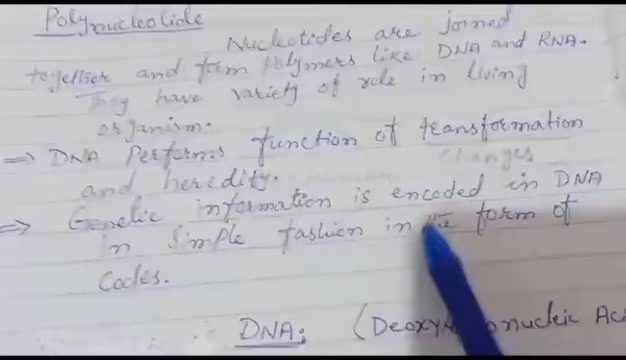 Polynucleotide
Nucleotides are joined
together and form Polymers like DNA and RNA.
They have variety of role in living
organism.
⇒ DNA Performs function of transformation
changes
and heredity.
⇒ Genetic information is encoded in DNA
in simple fashion in the form of
Codes.
DNA: (Deoxy